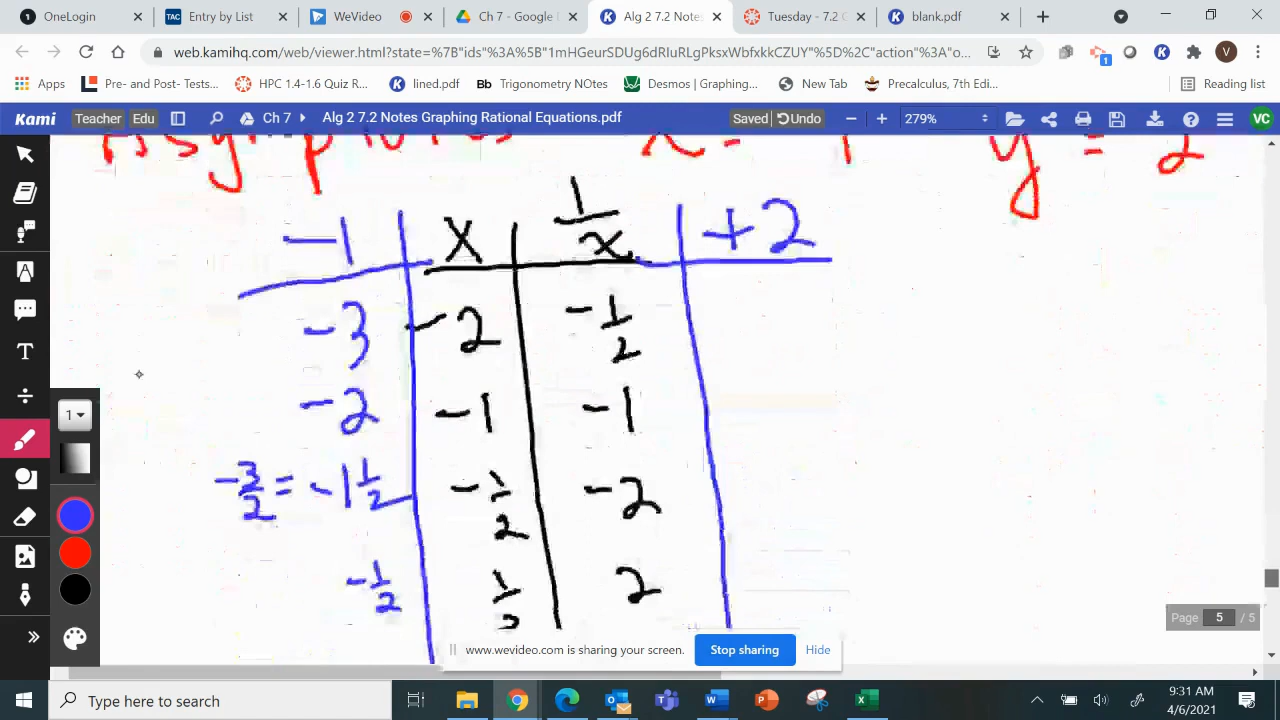 OneLogin
Entry by List
WeVideo
Ch 7 - Google
Alg 2 7.2 Notes
Tuesday - 7.2
blank.pdf
web.kamihq.com/web/viewer.html?state=%7B"ids"%3A%5B"1mHGeurSDUg6dRIuRLgPksxWbfxkkCZUY"%5D%2C"action"%3A"o...
V
Apps
Pre- and Post- Tests...
HPC 1.4-1.6 Quiz R...
lined.pdf
Bb Trigonometry NOtes
Desmos | Graphing...
New Tab
Precalculus, 7th Edi...
Reading list
Kami
Teacher
Edu
Ch 7
Alg 2 7.2 Notes Graphing Rational Equations.pdf
Saved
Undo
279%
VC
y = 2
-1 x 1/x +2
-3 -2 -1/2
-2 -1 -1
-3/2 = -1 1/2 -1/2 -2
-1/2 1/2 2
1
Page 5 / 5
www.wevideo.com is sharing your screen.
Stop sharing
Hide
Type here to search
9:31 AM
4/6/2021